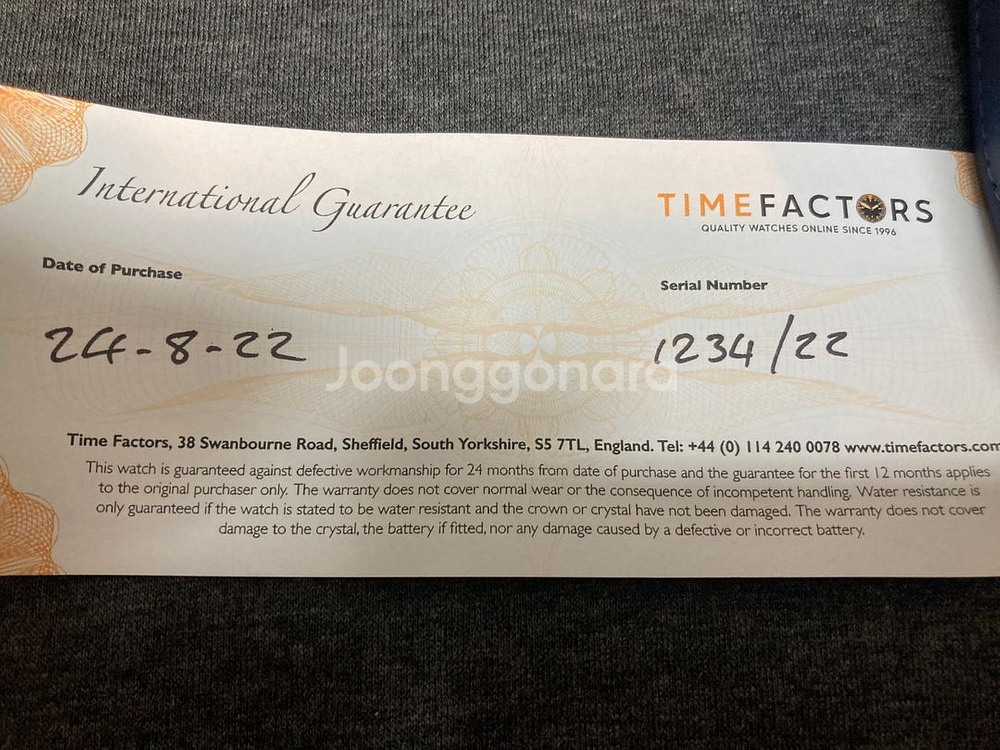 International Guarantee
TIMEFACTORS
QUALITY WATCHES ONLINE SINCE 1996
Date of Purchase
Serial Number
24-8-22
1234/22
Joonggonara
Time Factors, 38 Swanbourne Road, Sheffield, South Yorkshire, S5 7TL, England. Tel: +44 (0) 114 240 0078 www.timefactors.com
This watch is guaranteed against defective workmanship for 24 months from date of purchase and the guarantee for the first 12 months applies
to the original purchaser only. The warranty does not cover normal wear or the consequence of incompetent handling. Water resistance is
only guaranteed if the watch is stated to be water resistant and the crown or crystal have not been damaged. The warranty does not cover
damage to the crystal, the battery if fitted, nor any damage caused by a defective or incorrect battery.